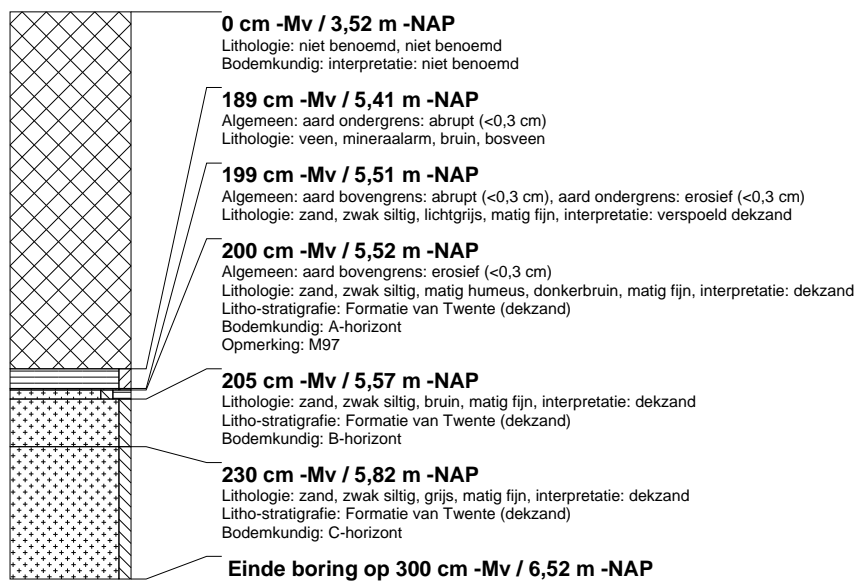 0 cm -Mv / 3,52 m -NAP
Lithologie: niet benoemd, niet benoemd
Bodemkundig: interpretatie: niet benoemd
189 cm -Mv / 5,41 m -NAP
Algemeen: aard ondergrens: abrupt (<0,3 cm)
Lithologie: veen, mineraalarm, bruin, bosveen
199 cm -Mv / 5,51 m -NAP
Algemeen: aard bovengrens: abrupt (<0,3 cm), aard ondergrens: erosief (<0,3 cm)
Lithologie: zand, zwak siltig, lichtgrijs, matig fijn, interpretatie: verspoeld dekzand
200 cm -Mv / 5,52 m -NAP
Algemeen: aard bovengrens: erosief (<0,3 cm)
Lithologie: zand, zwak siltig, matig humeus, donkerbruin, matig fijn, interpretatie: dekzand
Litho-stratigrafie: Formatie van Twente (dekzand)
Bodemkundig: A-horizont
Opmerking: M97
205 cm -Mv / 5,57 m -NAP
Lithologie: zand, zwak siltig, bruin, matig fijn, interpretatie: dekzand
Litho-stratigrafie: Formatie van Twente (dekzand)
Bodemkundig: B-horizont
230 cm -Mv / 5,82 m -NAP
Lithologie: zand, zwak siltig, grijs, matig fijn, interpretatie: dekzand
Litho-stratigrafie: Formatie van Twente (dekzand)
Bodemkundig: C-horizont
Einde boring op 300 cm -Mv / 6,52 m -NAP